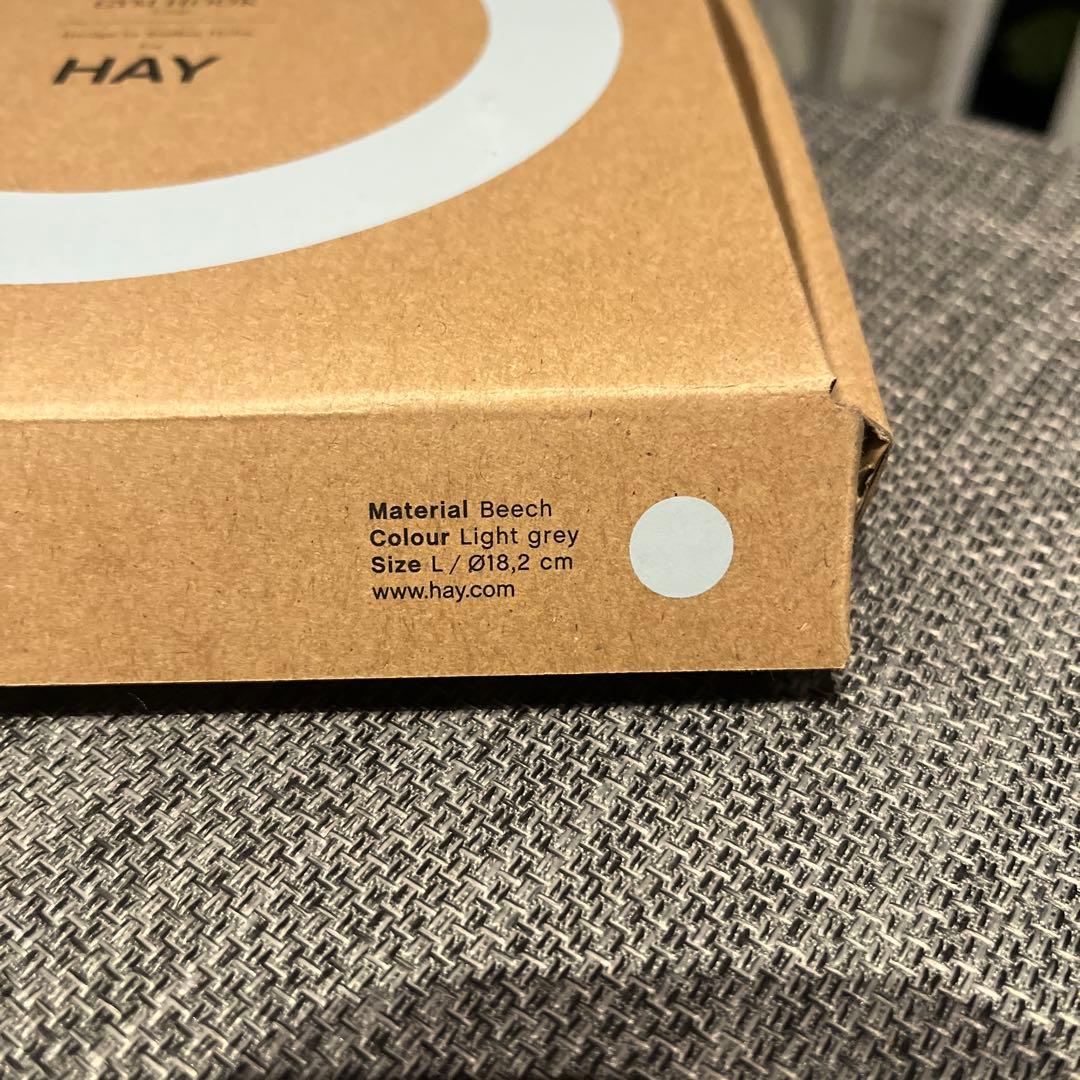 HAY
Material Beech
Colour Light grey
Size L / Ø18,2 cm
www.hay.com